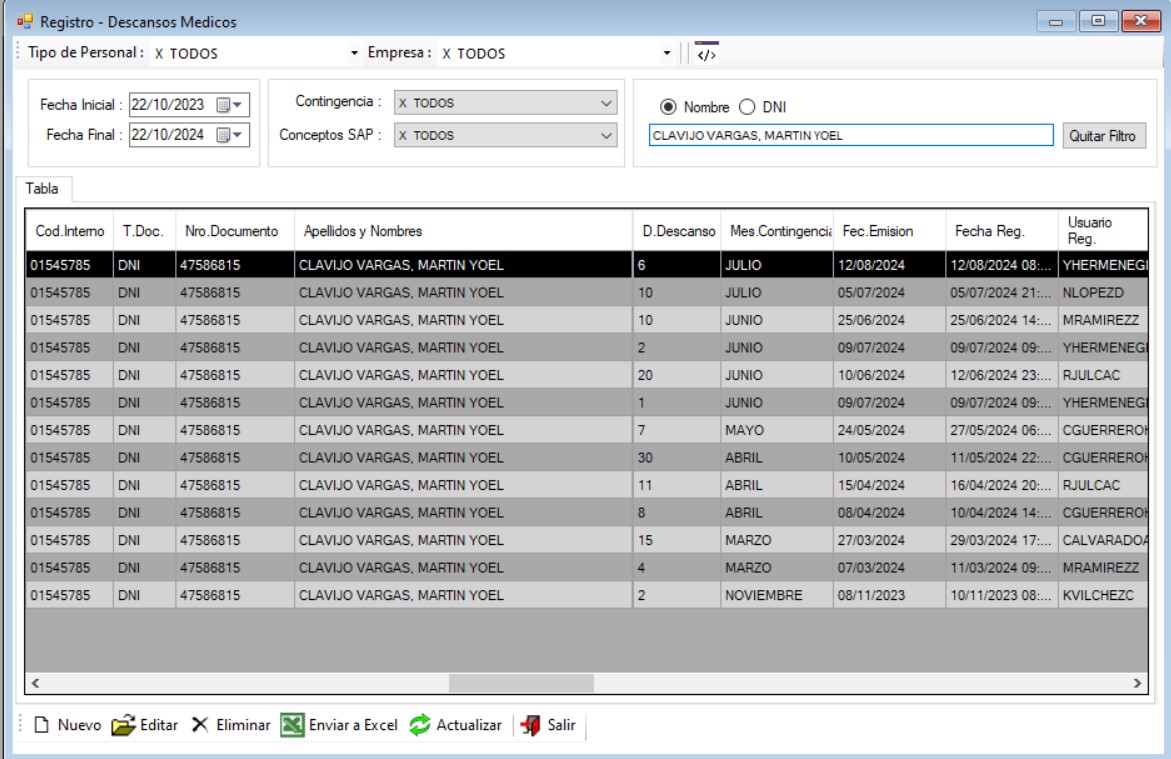 Registro - Descansos Medicos
Tipo de Personal : X TODOS Empresa : X TODOS </>
Fecha Inicial : 22/10/2023 Contingencia : X TODOS Nombre DNI
Fecha Final : 22/10/2024 Conceptos SAP : X TODOS CLAVIJO VARGAS, MARTIN YOEL Quitar Filtro
Tabla
Cod.Interno T.Doc. Nro.Documento Apellidos y Nombres D.Descanso Mes.Contingencia Fec.Emision Fecha Reg. Usuario Reg.
01545785 DNI 47586815 CLAVIJO VARGAS, MARTIN YOEL 6 JULIO 12/08/2024 12/08/2024 08:... YHERMENEGI
01545785 DNI 47586815 CLAVIJO VARGAS, MARTIN YOEL 10 JULIO 05/07/2024 05/07/2024 21:... NLOPEZD
01545785 DNI 47586815 CLAVIJO VARGAS, MARTIN YOEL 10 JUNIO 25/06/2024 25/06/2024 14:... MRAMIREZZ
01545785 DNI 47586815 CLAVIJO VARGAS, MARTIN YOEL 2 JUNIO 09/07/2024 09/07/2024 09:... YHERMENEGI
01545785 DNI 47586815 CLAVIJO VARGAS, MARTIN YOEL 20 JUNIO 10/06/2024 12/06/2024 23:... RJULCAC
01545785 DNI 47586815 CLAVIJO VARGAS, MARTIN YOEL 1 JUNIO 09/07/2024 09/07/2024 09:... YHERMENEGI
01545785 DNI 47586815 CLAVIJO VARGAS, MARTIN YOEL 7 MAYO 24/05/2024 27/05/2024 06:... CGUERREROH
01545785 DNI 47586815 CLAVIJO VARGAS, MARTIN YOEL 30 ABRIL 10/05/2024 11/05/2024 22:... CGUERREROH
01545785 DNI 47586815 CLAVIJO VARGAS, MARTIN YOEL 11 ABRIL 15/04/2024 16/04/2024 20:... RJULCAC
01545785 DNI 47586815 CLAVIJO VARGAS, MARTIN YOEL 8 ABRIL 08/04/2024 10/04/2024 14:... CGUERREROH
01545785 DNI 47586815 CLAVIJO VARGAS, MARTIN YOEL 15 MARZO 27/03/2024 29/03/2024 17:... CALVARADOA
01545785 DNI 47586815 CLAVIJO VARGAS, MARTIN YOEL 4 MARZO 07/03/2024 11/03/2024 09:... MRAMIREZZ
01545785 DNI 47586815 CLAVIJO VARGAS, MARTIN YOEL 2 NOVIEMBRE 08/11/2023 10/11/2023 08:... KVILCHEZC
Nuevo Editar Eliminar Enviar a Excel Actualizar Salir